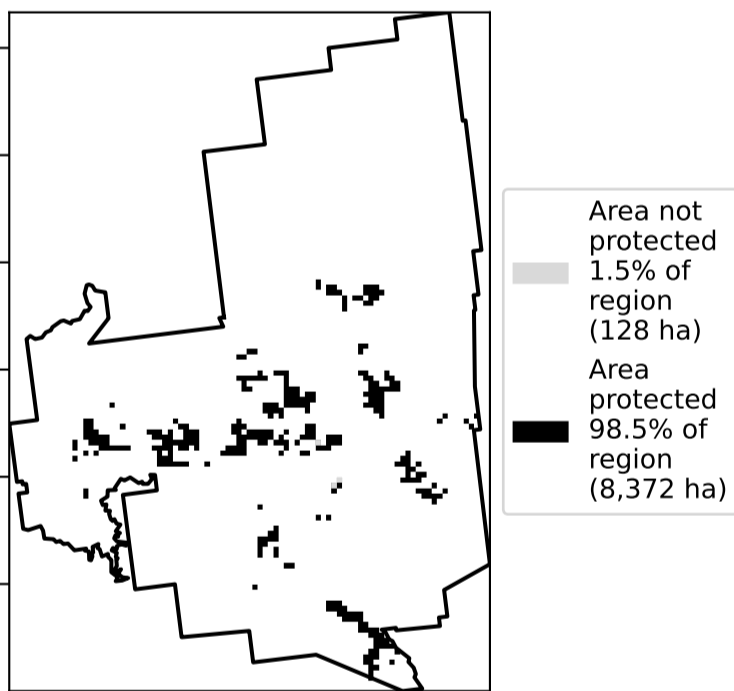 Area not
protected
1.5% of
region
(128 ha)
Area
protected
98.5% of
region
(8,372 ha)